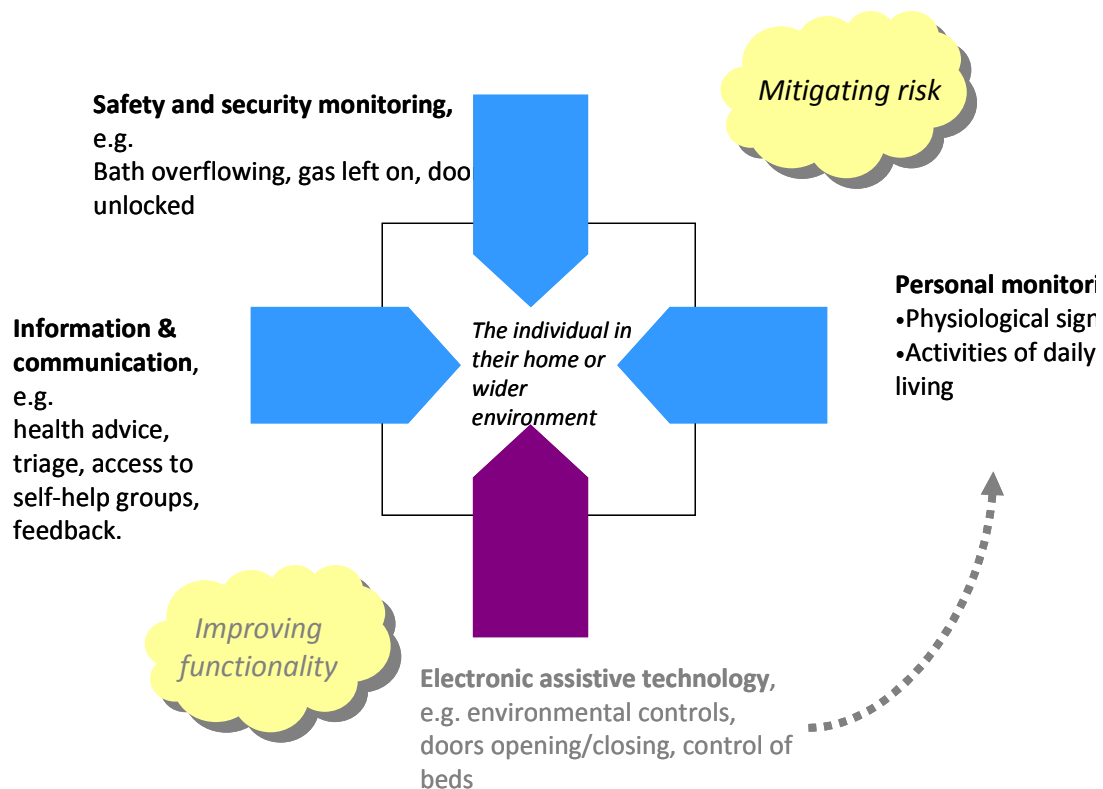 Mitigating risk
Safety and security monitoring,
e.g.
Bath overflowing, gas left on, doo
unlocked
Personal monitori
•Physiological sign
•Activities of daily
living
Information &
communication,
e.g.
health advice,
triage, access to
self-help groups,
feedback.
The individual in
their home or
wider
environment
Improving
functionality
Electronic assistive technology,
e.g. environmental controls,
doors opening/closing, control of
beds